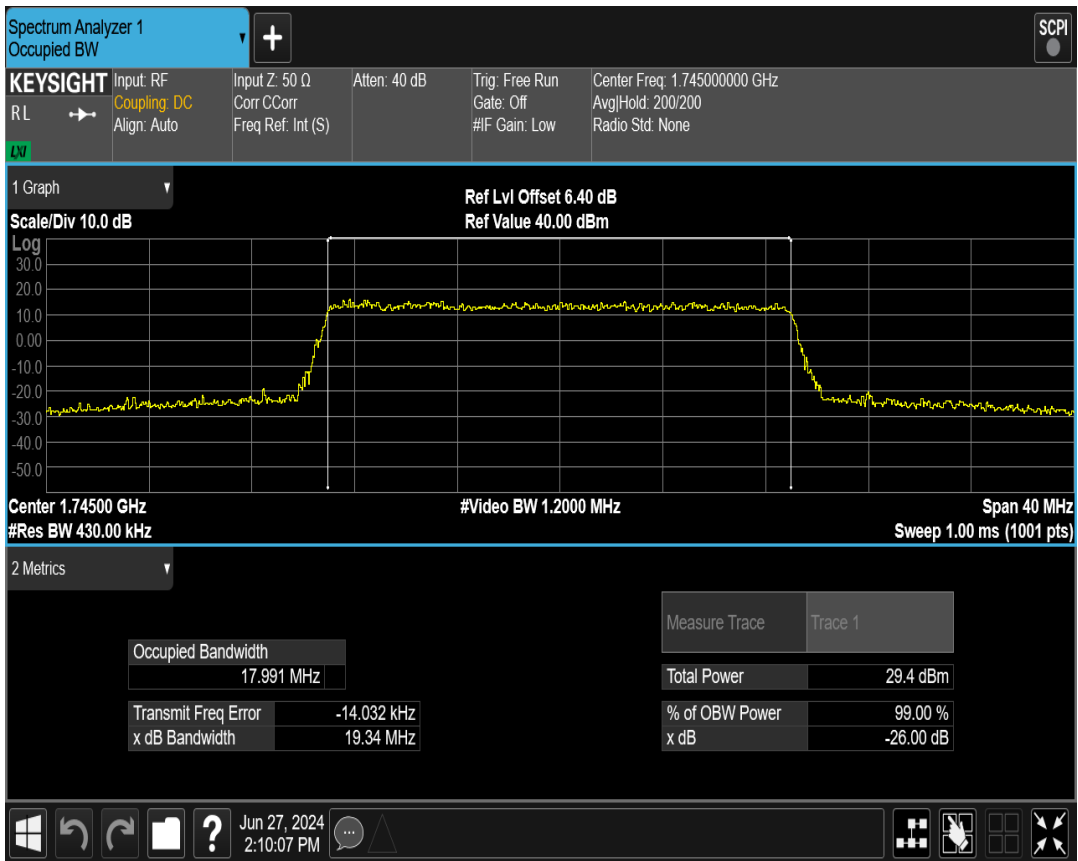 Spectrum Analyzer 1
Occupied BW
+
SCPI
KEYSIGHT
RL
LXI
Input: RF
Coupling: DC
Align: Auto
Input Z: 50 Ω
Corr CCorr
Freq Ref: Int (S)
Atten: 40 dB
Trig: Free Run
Gate: Off
#IF Gain: Low
Center Freq: 1.745000000 GHz
Avg|Hold: 200/200
Radio Std: None
1 Graph
Scale/Div 10.0 dB
Ref Lvl Offset 6.40 dB
Ref Value 40.00 dBm
Log
30.0
20.0
10.0
0.00
-10.0
-20.0
-30.0
-40.0
-50.0
Center 1.74500 GHz
#Res BW 430.00 kHz
#Video BW 1.2000 MHz
Span 40 MHz
Sweep 1.00 ms (1001 pts)
2 Metrics
Measure Trace Trace 1
Occupied Bandwidth
17.991 MHz
Total Power 29.4 dBm
Transmit Freq Error -14.032 kHz
% of OBW Power 99.00 %
x dB Bandwidth 19.34 MHz
x dB -26.00 dB
?
Jun 27, 2024
2:10:07 PM